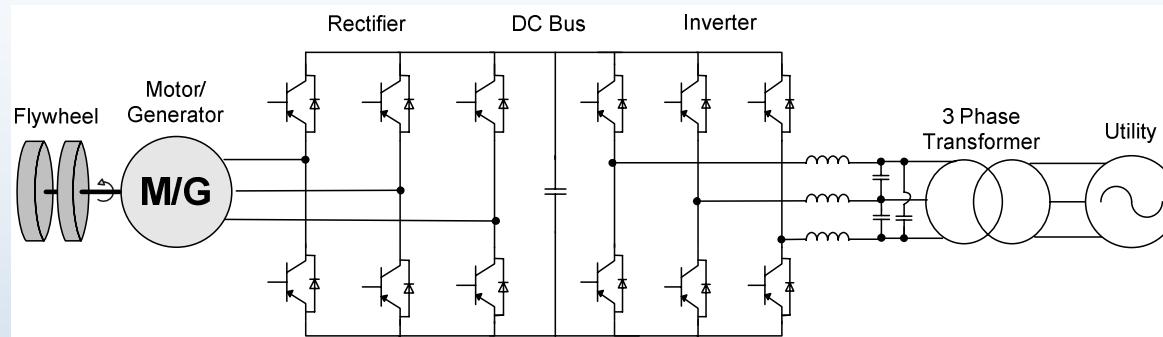 Rectifier
DC Bus
Inverter
Motor/
Generator
Flywheel
3 Phase
Transformer
Utility
M/G